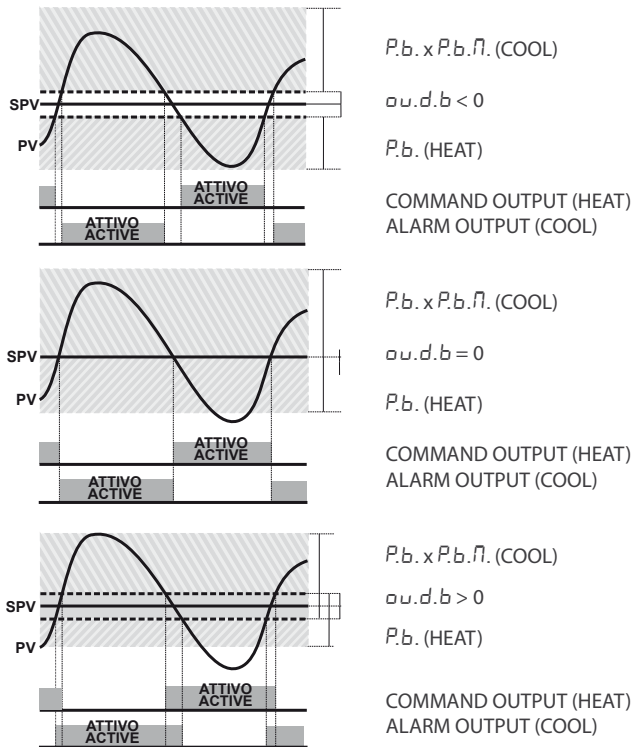 P.b. x P.b.M. (COOL)
SPV
ou.d.b < 0
PV
P.b. (HEAT)
ATTIVO
ACTIVE
COMMAND OUTPUT (HEAT)
ATTIVO
ACTIVE
ALARM OUTPUT (COOL)
P.b. x P.b.M. (COOL)
SPV
ou.d.b = 0
PV
P.b. (HEAT)
ATTIVO
ACTIVE
COMMAND OUTPUT (HEAT)
ATTIVO
ACTIVE
ALARM OUTPUT (COOL)
P.b. x P.b.M. (COOL)
SPV
ou.d.b > 0
PV
P.b. (HEAT)
ATTIVO
ACTIVE
COMMAND OUTPUT (HEAT)
ATTIVO
ACTIVE
ALARM OUTPUT (COOL)